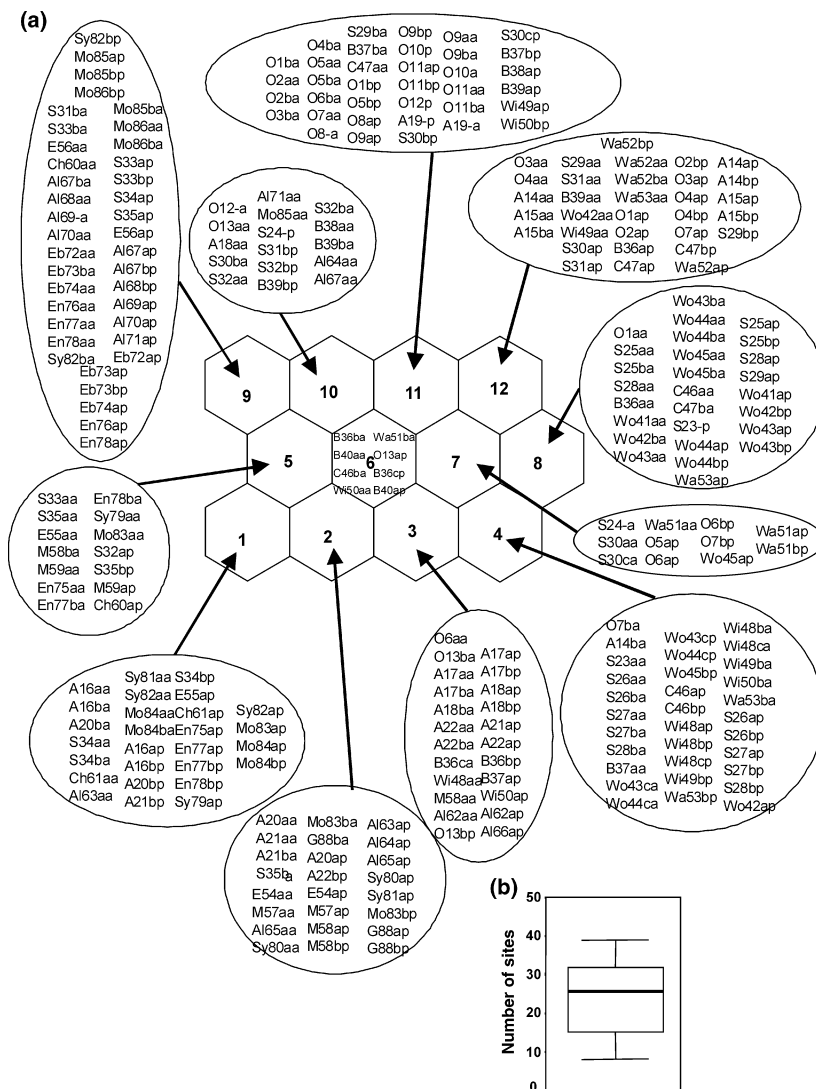 (a)
Sy82bp
Mo85ap
Mo85bp
Mo86bp
S31ba Mo85ba
S33ba Mo86aa
E56aa Mo86ba
Ch60aa S33ap
Al67ba S33bp
Al68aa S34ap
Al69-a S35ap
Al70aa E56ap
Eb72aa Al67ap
Eb73ba Al67bp
Eb74aa Al68bp
En76aa Al69ap
En77aa Al70ap
En78aa Al71ap
Sy82ba Eb72ap
Eb73ap
Eb73bp
Eb74ap
En76ap
En78ap
O1ba
O2aa
O2ba
O3ba
O4ba
O5aa
O5ba
O6ba
O7aa
O8-a
S29ba
B37ba
C47aa
O1bp
O5bp
O8ap
O9ap
O9bp
O10p
O11ap
O11bp
O12p
A19-p
S30bp
O9aa
O9ba
O10a
O11aa
O11ba
A19-a
S30cp
B37bp
B38ap
B39ap
Wi49ap
Wi50bp
O12-a
O13aa
A18aa
S30ba
S32aa
Al71aa
Mo85aa
S24-p
S31bp
S32bp
B39bp
S32ba
B38aa
B39ba
Al64aa
Al67aa
Wa52bp
O3aa S29aa Wa52aa O2bp A14ap
O4aa S31aa Wa52ba O3ap A14bp
A14aa B39aa Wa53aa O4ap A15ap
A15aa Wo42aa O1ap O4bp A15bp
A15ba Wi49aa O2ap O7ap S29bp
S30ap B36ap C47bp
S31ap C47ap Wa52ap
O1aa
S25aa
S25ba
S28aa
B36aa
Wo41aa
Wo42ba
Wo43aa
Wo43ba
Wo44aa
Wo44ba
Wo45aa
Wo45ba
C46aa
C47ba
S23-p
Wo44ap
Wo44bp
Wa53ap
S25ap
S25bp
S28ap
S29ap
Wo41ap
Wo42bp
Wo43ap
Wo43bp
9 10 11 12
B36ba Wa51ba
B40aa O13ap
C46ba B36cp
Wi50aa B40ap
5 6 7 8
1 2 3 4
S33aa En78ba
S35aa Sy79aa
E55aa Mo83aa
M58ba S32ap
M59aa S35bp
En75aa M59ap
En77ba Ch60ap
S24-a Wa51aa O6bp
S30aa O5ap O7bp
S30ca O6ap Wo45ap
Wa51ap
Wa51bp
A16aa
A16ba
A20ba
S34aa
S34ba
Ch61aa
Al63aa
Sy81aa S34bp
Sy82aa E55ap
Mo84aa Ch61ap
Mo84ba En75ap
A16ap En77ap
A16bp En77bp
A20bp En78bp
A21bp Sy79ap
Sy82ap
Mo83ap
Mo84ap
Mo84bp
A20aa Mo83ba Al63ap
A21aa G88ba Al64ap
A21ba A20ap Al65ap
S35ba A22bp Sy80ap
E54aa E54ap Sy81ap
M57aa M57ap Mo83bp
Al65aa M58ap G88ap
Sy80aa M58bp G88bp
O6aa
O13ba A17ap
A17aa A17bp
A17ba A18ap
A18ba A18bp
A22aa A21ap
A22ba A22ap
B36ca B36bp
Wi48aa B37ap
M58aa Wi50ap
Al62aa Al62ap
O13bp Al66ap
O7ba
A14ba
S23aa
S26aa
S26ba
S27aa
S27ba
S28ba
B37aa
Wo43ca
Wo44ca
Wo43cp
Wo44cp
Wo45bp
C46ap
C46bp
Wi48ap
Wi48bp
Wi48cp
Wi49bp
Wa53bp
Wi48ba
Wi48ca
Wi49ba
Wi50ba
Wa53ba
S26ap
S26bp
S27ap
S27bp
S28bp
Wo42ap
(b)
Number of sites
50
40
30
20
10
0